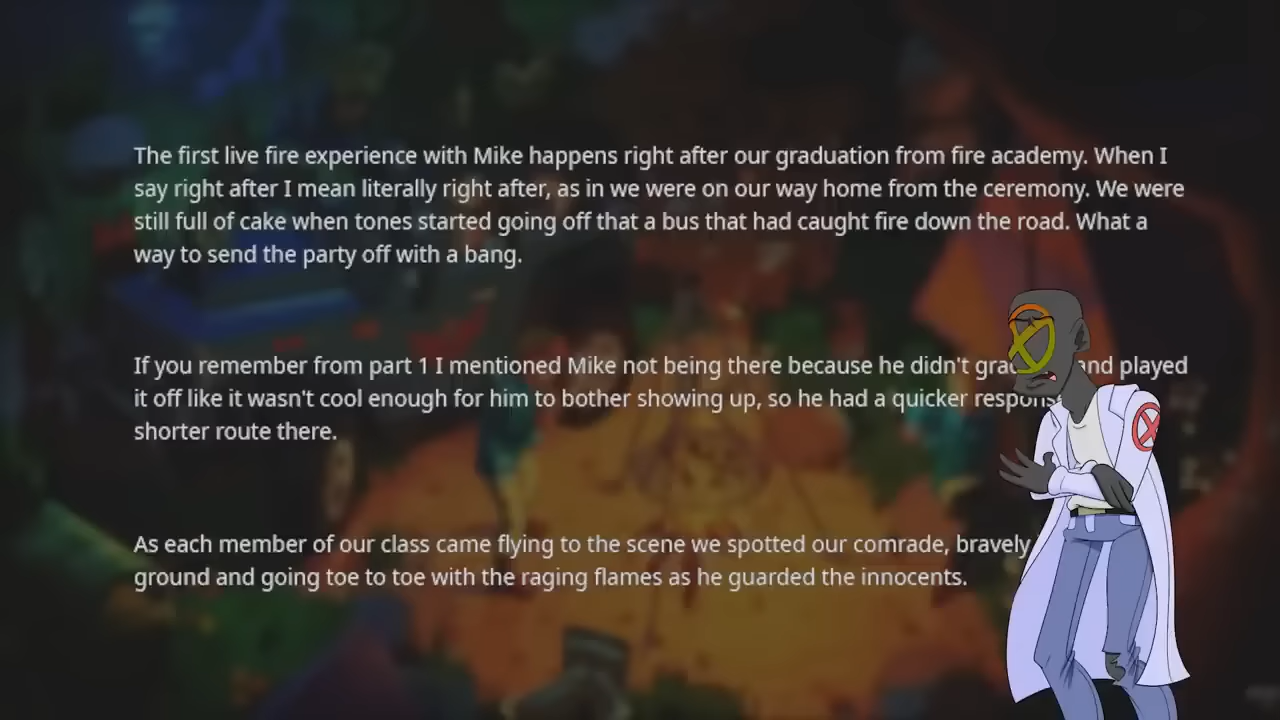 The first live fire experience with Mike happens right after our graduation from fire academy. When I
say right after I mean literally right after, as in we were on our way home from the ceremony. We were
still full of cake when tones started going off that a bus that had caught fire down the road. What a
way to send the party off with a bang.
If you remember from part 1 I mentioned Mike not being there because he didn't and played
it off like it wasn't cool enough for him to bother showing up, so he had a quicker
shorter route there.
As each member of our class came flying to the scene we spotted our comrade, bravely
ground and going toe to toe with the raging flames as he guarded the innocents.